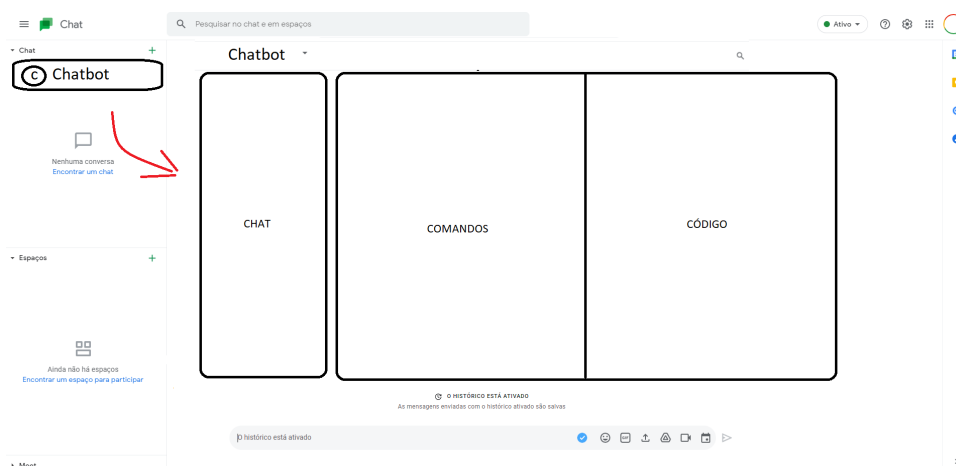 Chat
Pesquisar no chat e em espaços
Ativo
Chat
C Chatbot
Nenhuma conversa
Encontrar um chat
Espaços
Ainda não há espaços
Encontrar um espaço para participar
Meet
Chatbot
CHAT
COMANDOS
CÓDIGO
O HISTÓRICO ESTÁ ATIVADO
As mensagens enviadas com o histórico ativado são salvas
O histórico está ativado
GIF